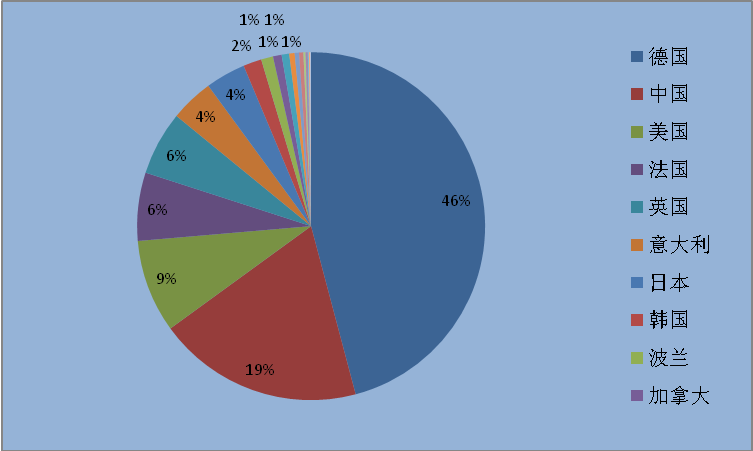 1% 1%
2% 1% 1%
4%
4%
6%
6%
9%
19%
46%
德国
中国
美国
法国
英国
意大利
日本
韩国
波兰
加拿大